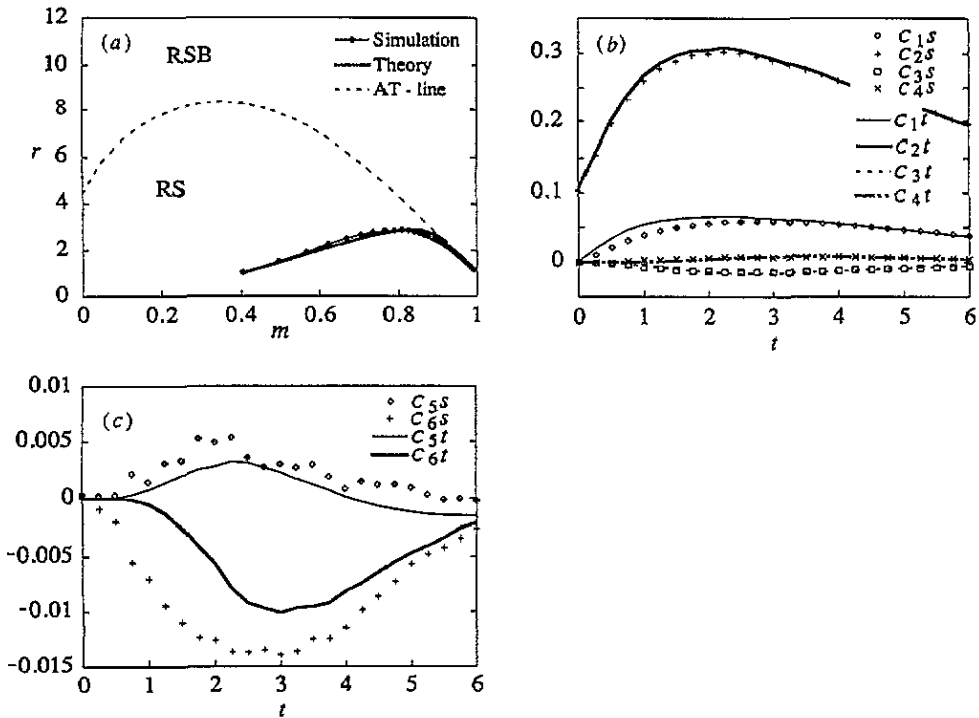 (a)
RSB
RS
Simulation
Theory
AT - line
12
10
8
6
4
2
0
r
0 0.2 0.4 0.6 0.8 1
m
(b)
C1s
C2s
C3s
C4s
C1t
C2t
C3t
C4t
0.3
0.2
0.1
0
0 1 2 3 4 5 6
t
(c)
C5s
C6s
C5t
C6t
0.01
0.005
0
-0.005
-0.01
-0.015
0 1 2 3 4 5 6
t